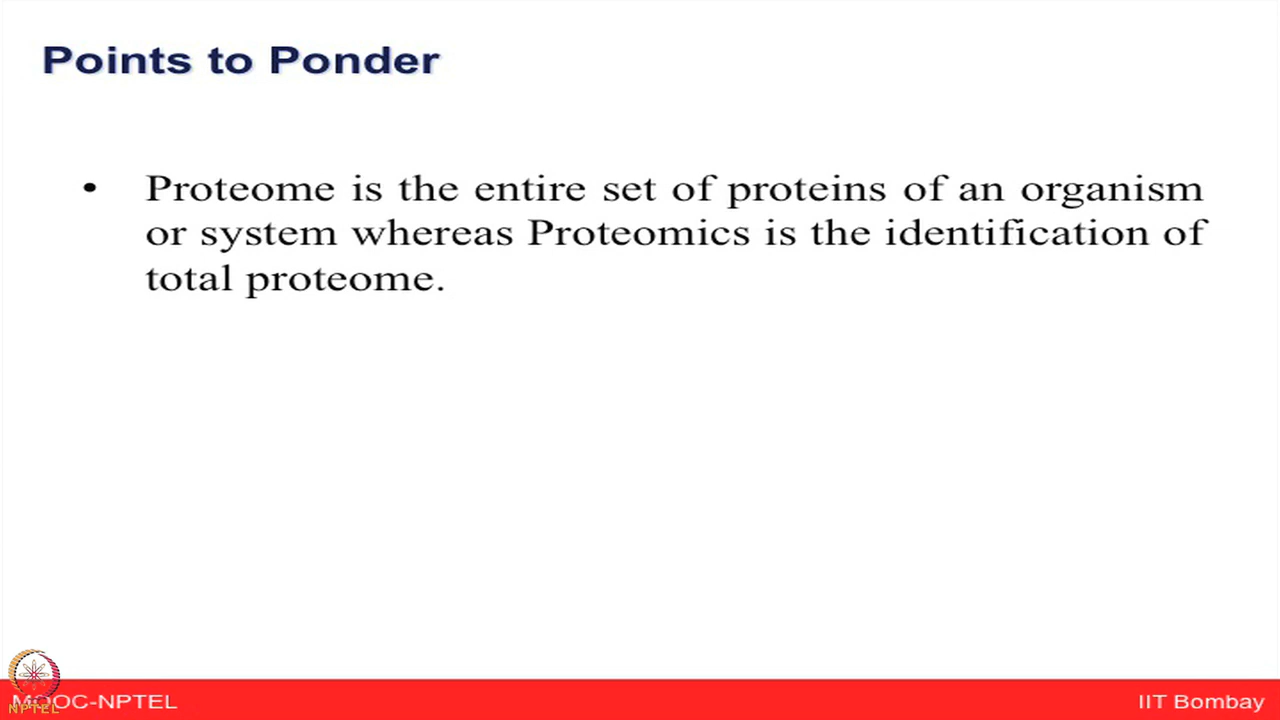 Points to Ponder
• Proteome is the entire set of proteins of an organism
or system whereas Proteomics is the identification of
total proteome.
MOOC-NPTEL
NPTEL
IIT Bombay